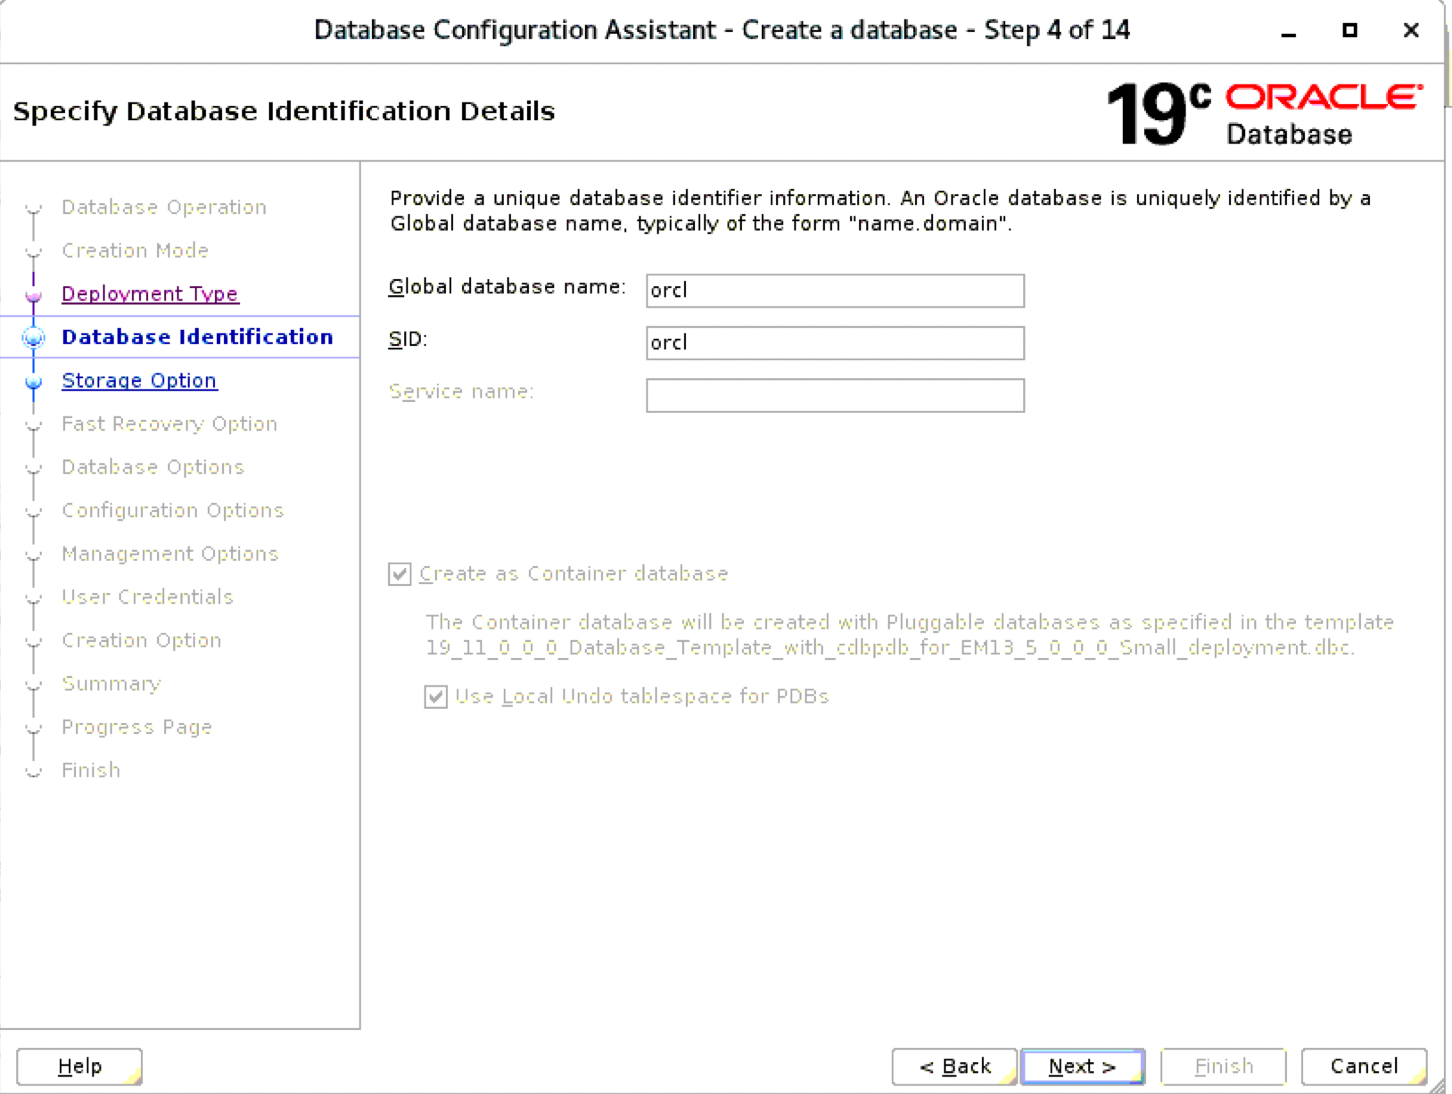 Database Configuration Assistant - Create a database - Step 4 of 14
Specify Database Identification Details
19c ORACLE
Database
Database Operation
Creation Mode
Deployment Type
Database Identification
Storage Option
Fast Recovery Option
Database Options
Configuration Options
Management Options
User Credentials
Creation Option
Summary
Progress Page
Finish
Provide a unique database identifier information. An Oracle database is uniquely identified by a
Global database name, typically of the form "name.domain".
Global database name: orcl
SID: orcl
Service name:
Create as Container database
The Container database will be created with Pluggable databases as specified in the template
19_11_0_0_0_Database_Template_with_cdbpdb_for_EM13_5_0_0_0_Small_deployment.dbc.
Use Local Undo tablespace for PDBs
Help
< Back
Next >
Finish
Cancel